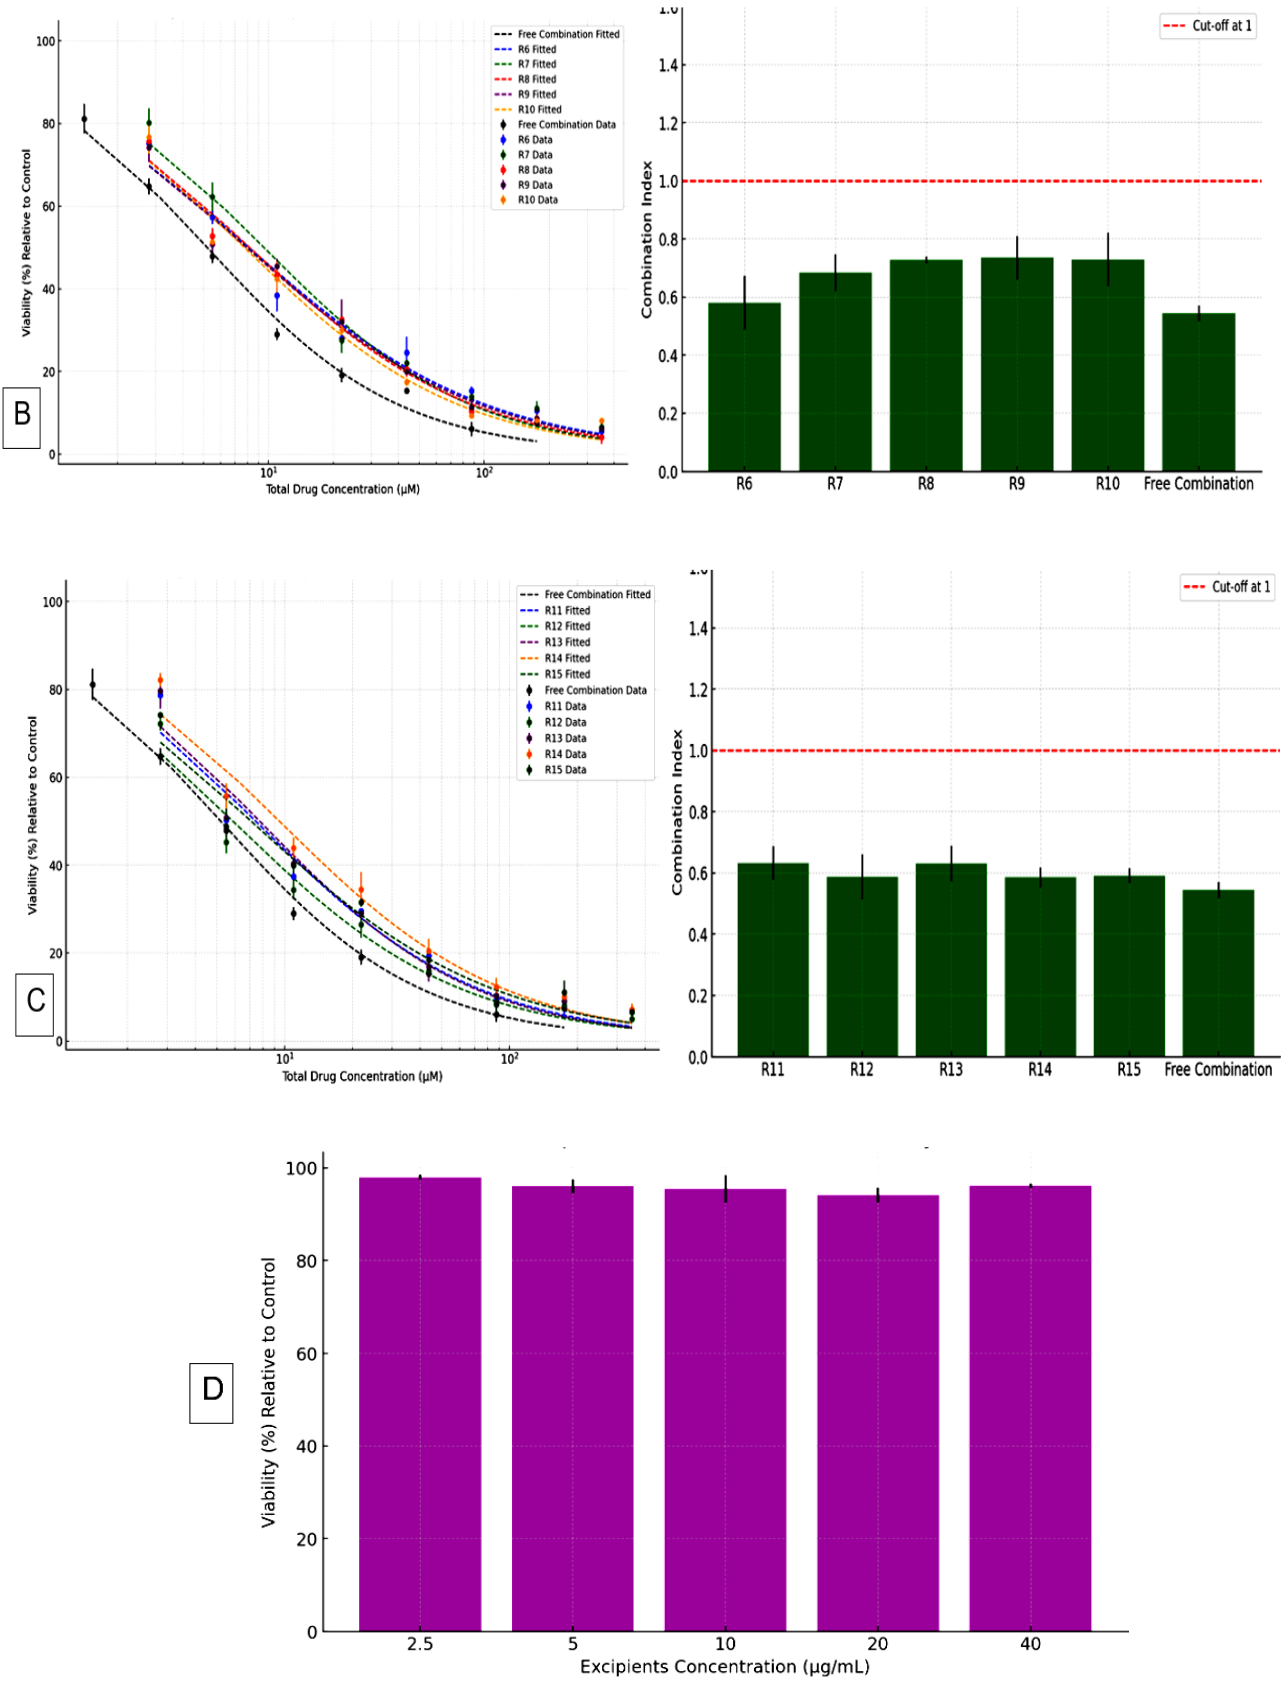 100
80
60
40
20
0
Viability (%) Relative to Control
10¹
10²
Total Drug Concentration (µM)
Free Combination Fitted
R6 Fitted
R7 Fitted
R8 Fitted
R9 Fitted
R10 Fitted
Free Combination Data
R6 Data
R7 Data
R8 Data
R9 Data
R10 Data
B
1.4
1.2
1.0
0.8
0.6
0.4
0.2
0.0
Combination Index
Cut-off at 1
R6
R7
R8
R9
R10
Free Combination
100
80
60
40
20
0
Viability (%) Relative to Control
10¹
10²
Total Drug Concentration (µM)
Free Combination Fitted
R11 Fitted
R12 Fitted
R13 Fitted
R14 Fitted
R15 Fitted
Free Combination Data
R11 Data
R12 Data
R13 Data
R14 Data
R15 Data
C
1.4
1.2
1.0
0.8
0.6
0.4
0.2
0.0
Combination Index
Cut-off at 1
R11
R12
R13
R14
R15
Free Combination
D
100
80
60
40
20
0
Viability (%) Relative to Control
2.5
5
10
20
40
Excipients Concentration (µg/mL)